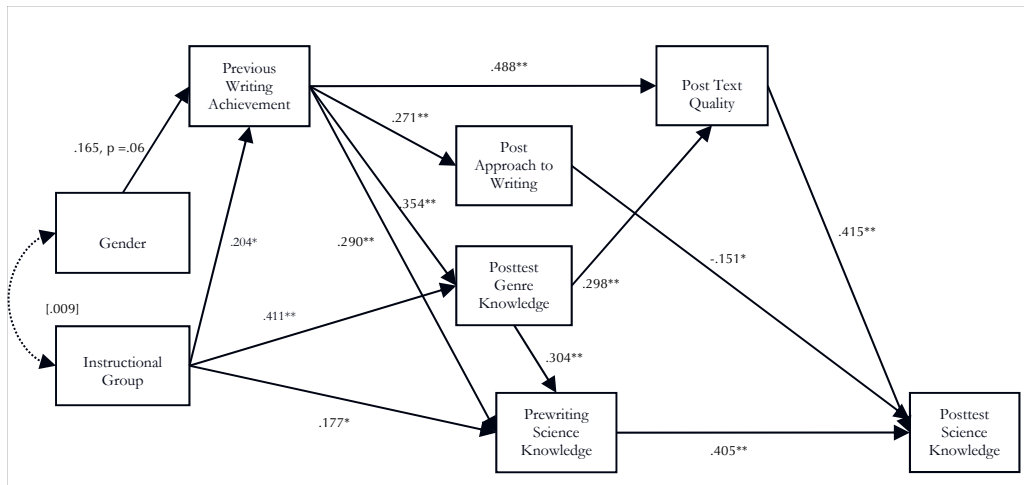 Previous
Writing
Achievement
.488**
Post Text
Quality
.271**
Post
Approach to
Writing
.165, p =.06
.354**
Gender
.204*
.290**
.415**
-.151*
Posttest
Genre
Knowledge
.298**
[.009]
.411**
Instructional
Group
.304**
.177*
Prewriting
Science
Knowledge
.405**
Posttest
Science
Knowledge